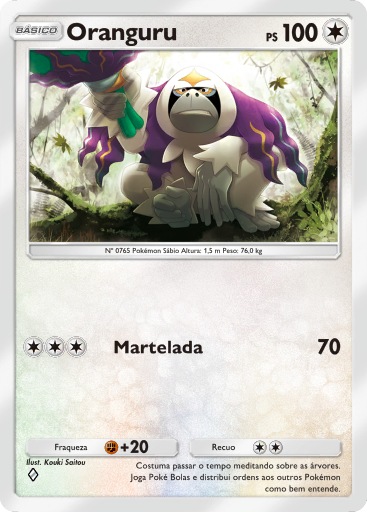 BÁSICO Oranguru PS 100
Nº 0765 Pokémon Sábio Altura: 1,5 m Peso: 76,0 kg
Martelada 70
Fraqueza +20 Recuo
Ilust. Kouki Saitou
Costuma passar o tempo meditando sobre as árvores.
Joga Poké Bolas e distribui ordens aos outros Pokémon
como bem entende.